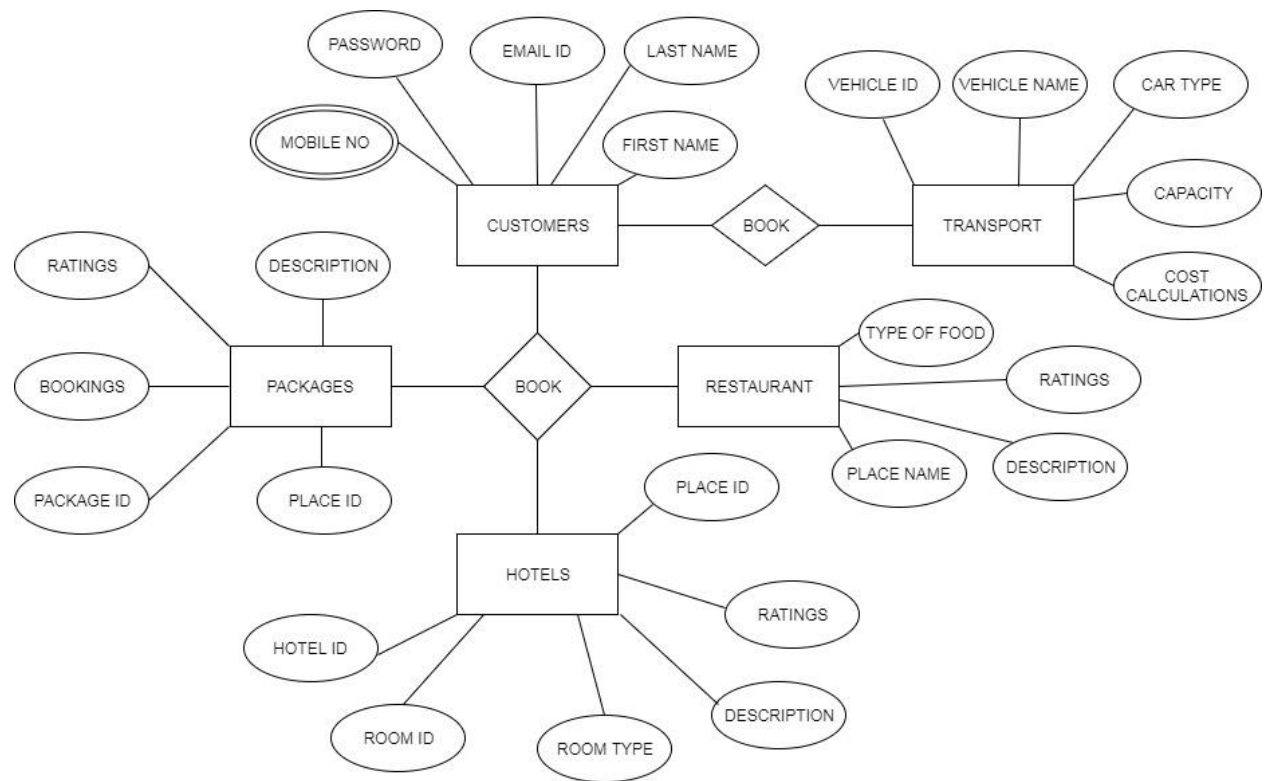 PASSWORD
EMAIL ID
LAST NAME
VEHICLE ID
VEHICLE NAME
CAR TYPE
MOBILE NO
FIRST NAME
CAPACITY
CUSTOMERS
BOOK
TRANSPORT
RATINGS
DESCRIPTION
COST
CALCULATIONS
TYPE OF FOOD
BOOKINGS
PACKAGES
BOOK
RESTAURANT
RATINGS
PACKAGE ID
PLACE ID
PLACE NAME
DESCRIPTION
PLACE ID
HOTELS
RATINGS
HOTEL ID
ROOM ID
ROOM TYPE
DESCRIPTION